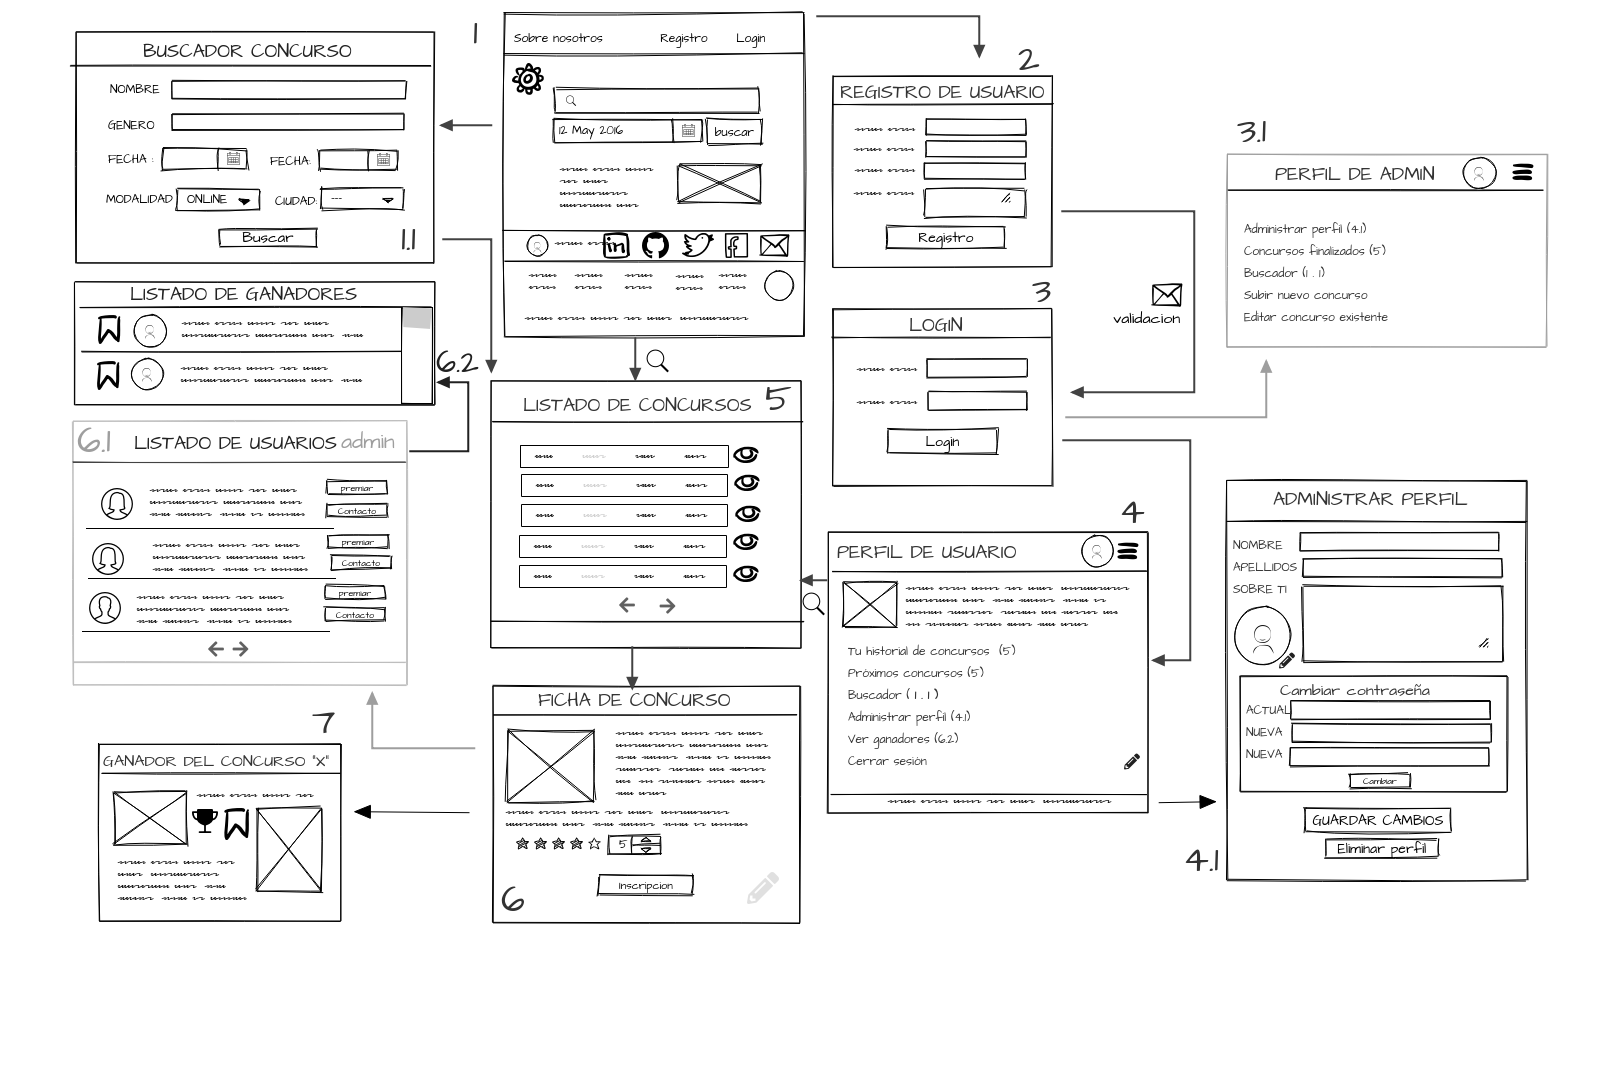 1
Sobre nosotros Registro Login
12 May 2016
buscar
BUSCADOR CONCURSO
NOMBRE
GENERO
FECHA : FECHA:
MODALIDAD ONLINE CIUDAD: ---
Buscar
1.1
2
REGISTRO DE USUARIO
Registro
3.1
PERFIL DE ADMIN
Administrar perfil (4.1)
Concursos finalizados (5)
Buscador (1 . 1)
Subir nuevo concurso
Editar concurso existente
validacion
3
LOGIN
Login
LISTADO DE GANADORES
6.2
6.1 LISTADO DE USUARIOS admin
premiar
Contacto
premiar
Contacto
premiar
Contacto
LISTADO DE CONCURSOS 5
4
PERFIL DE USUARIO
Tu historial de concursos (5)
Próximos concursos (5)
Buscador ( 1 . 1 )
Administrar perfil (4.1)
Ver ganadores (6.2)
Cerrar sesión
ADMINISTRAR PERFIL
NOMBRE
APELLIDOS
SOBRE TI
Cambiar contraseña
ACTUAL
NUEVA
NUEVA
Cambiar
GUARDAR CAMBIOS
Eliminar perfil
4.1
FICHA DE CONCURSO
5
Inscripcion
6
7
GANADOR DEL CONCURSO "X"